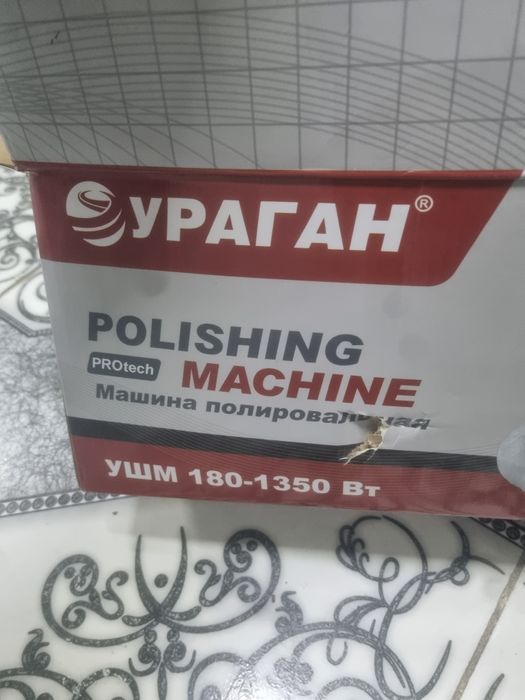 УРАГАН®
POLISHING
PROtech MACHINE
Машина полировальная
УШМ 180-1350 Вт